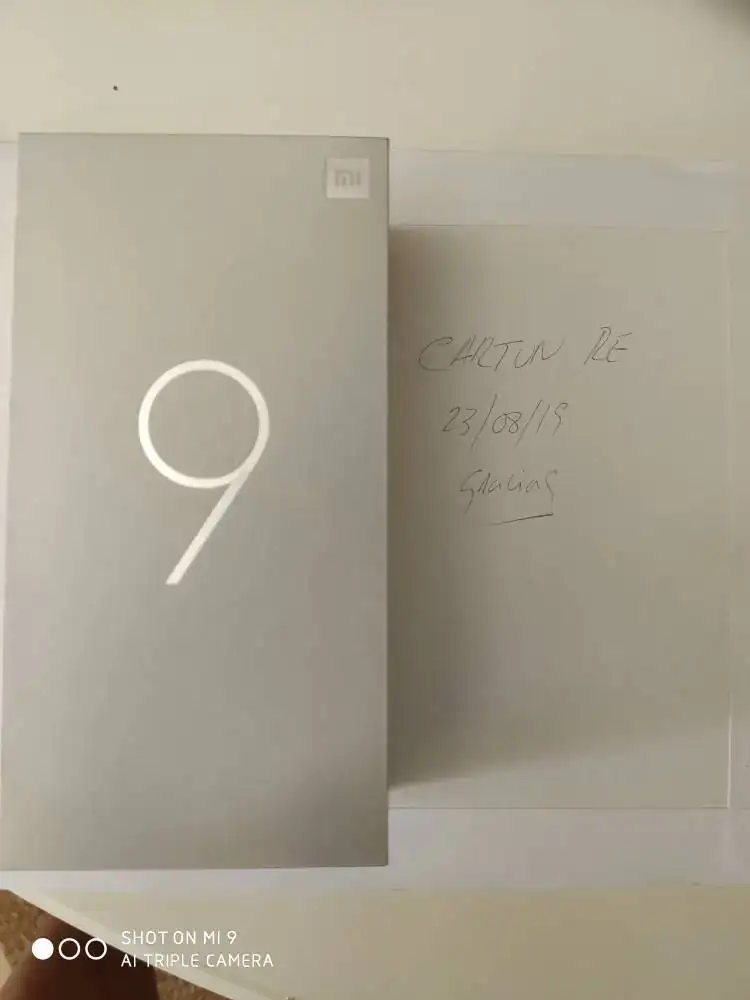 mi
9
CARTUN RE
23/08/19
Gracias
SHOT ON MI 9
AI TRIPLE CAMERA